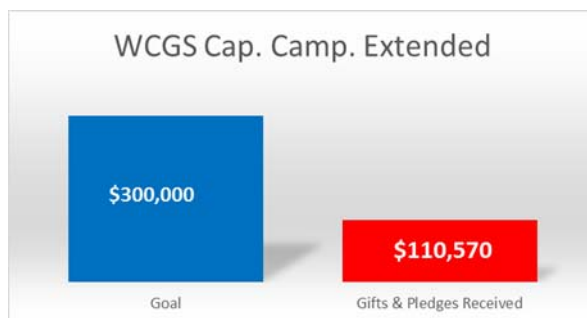 WCGS Cap. Camp. Extended
$300,000
$110,570
Goal
Gifts & Pledges Received